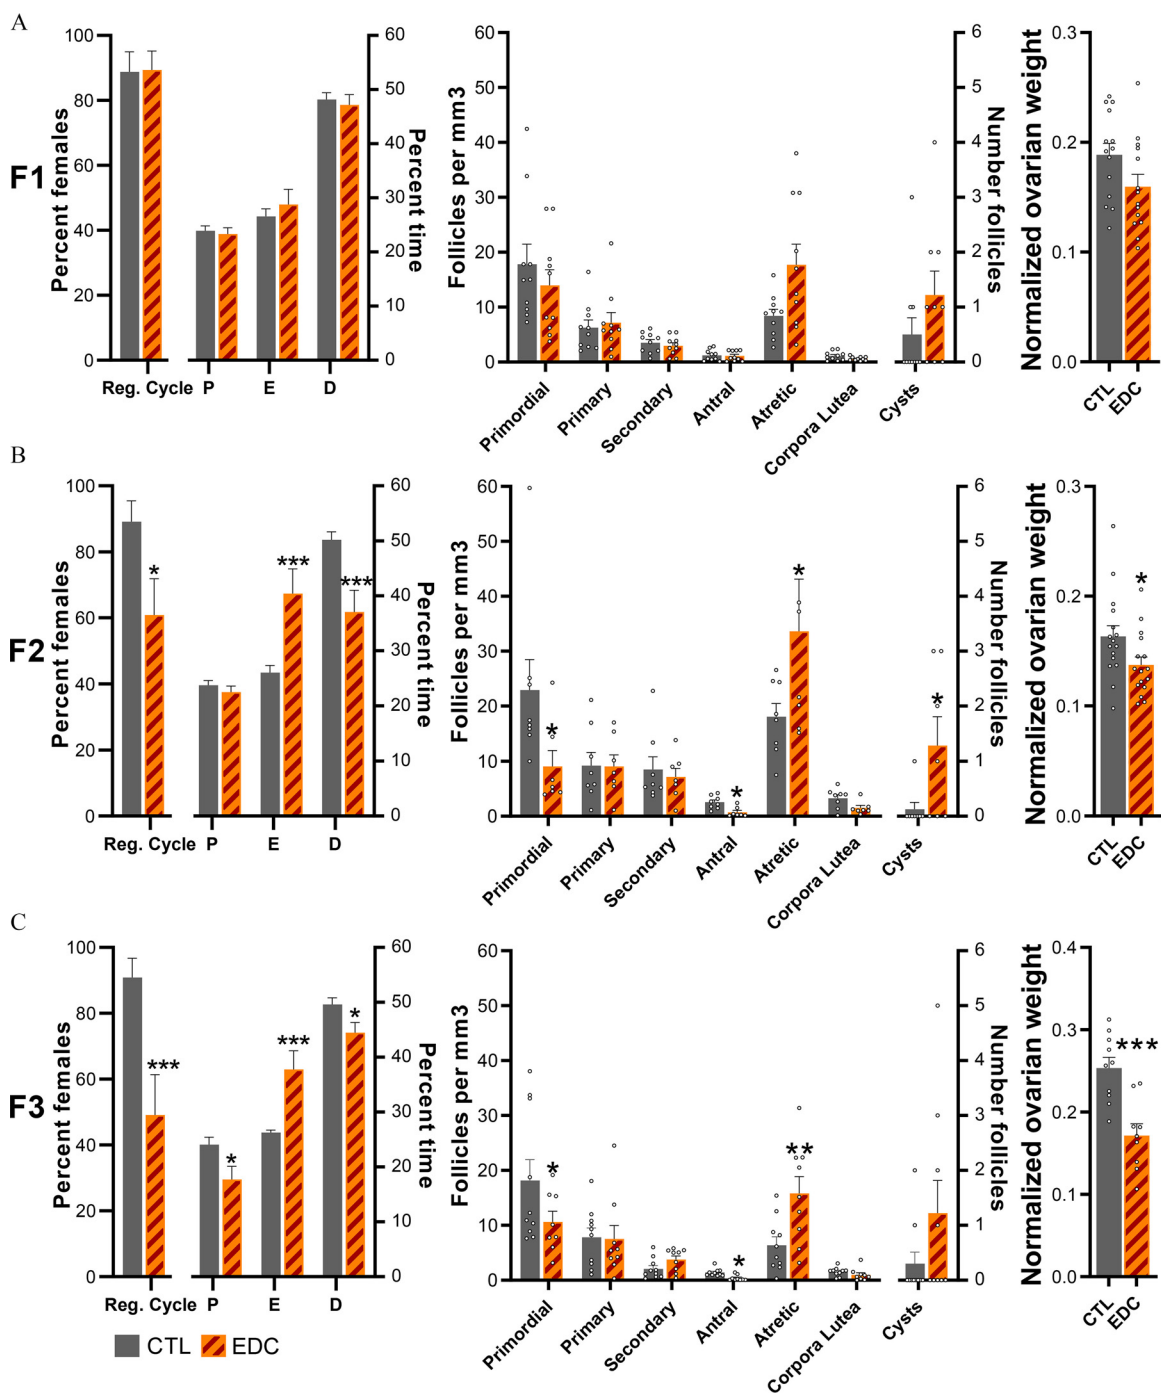 A
F1
Percent females
100
80
60
40
20
0
Reg. Cycle P E D
60
50
40
30
20
10
0
Percent time
Follicles per mm3
60
50
40
30
20
10
0
Primordial
Primary
Secondary
Antral
Atretic
Corpora Lutea
Cysts
6
5
4
3
2
1
0
Number follicles
Normalized ovarian weight
0.3
0.2
0.1
0.0
CTL
EDC
B
F2
Percent females
100
80
60
40
20
0
*
***
***
Reg. Cycle P E D
60
50
40
30
20
10
0
Percent time
Follicles per mm3
60
50
40
30
20
10
0
*
*
*
*
Primordial
Primary
Secondary
Antral
Atretic
Corpora Lutea
Cysts
6
5
4
3
2
1
0
Number follicles
Normalized ovarian weight
0.3
0.2
0.1
0.0
*
CTL
EDC
C
F3
Percent females
100
80
60
40
20
0
***
*
***
*
Reg. Cycle P E D
60
50
40
30
20
10
0
Percent time
Follicles per mm3
60
50
40
30
20
10
0
*
*
**
Primordial
Primary
Secondary
Antral
Atretic
Corpora Lutea
Cysts
6
5
4
3
2
1
0
Number follicles
Normalized ovarian weight
0.4
0.3
0.2
0.1
0.0
***
CTL
EDC
CTL EDC